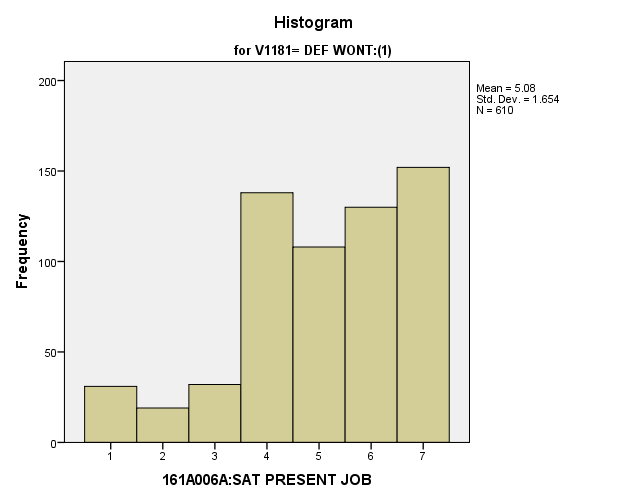 Histogram
for V1181= DEF WONT:(1)
Mean = 5.08
Std. Dev. = 1.654
N = 610
Frequency
200
150
100
50
0
1 2 3 4 5 6 7
161A006A:SAT PRESENT JOB